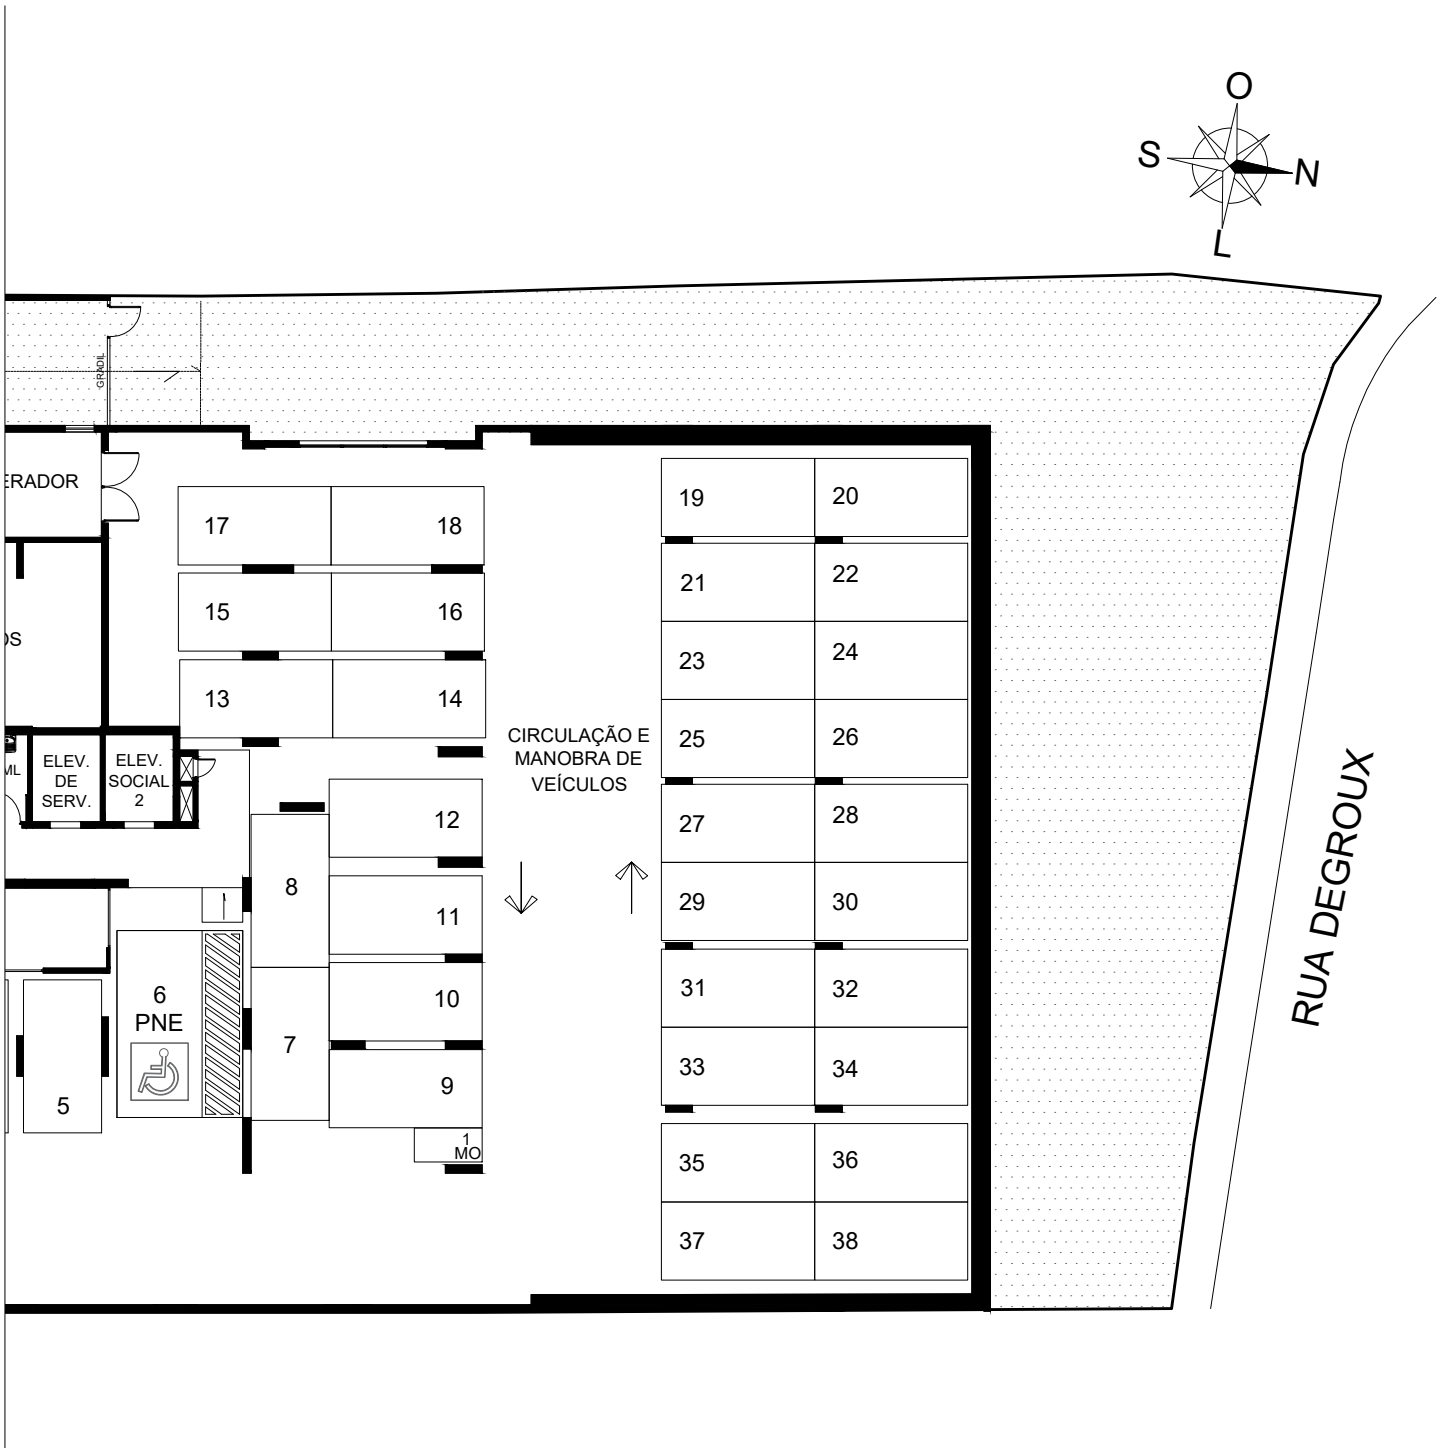 O
S
N
L
GRADIL
ERADOR
17
18
19
20
15
16
21
22
OS
23
24
13
14
25
26
CIRCULAÇÃO E
MANOBRA DE
VEÍCULOS
ML
ELEV.
DE
SERV.
ELEV.
SOCIAL
2
12
27
28
8
11
29
30
6
PNE
10
31
32
7
9
33
34
5
1
MO
35
36
37
38
RUA DEGROUX